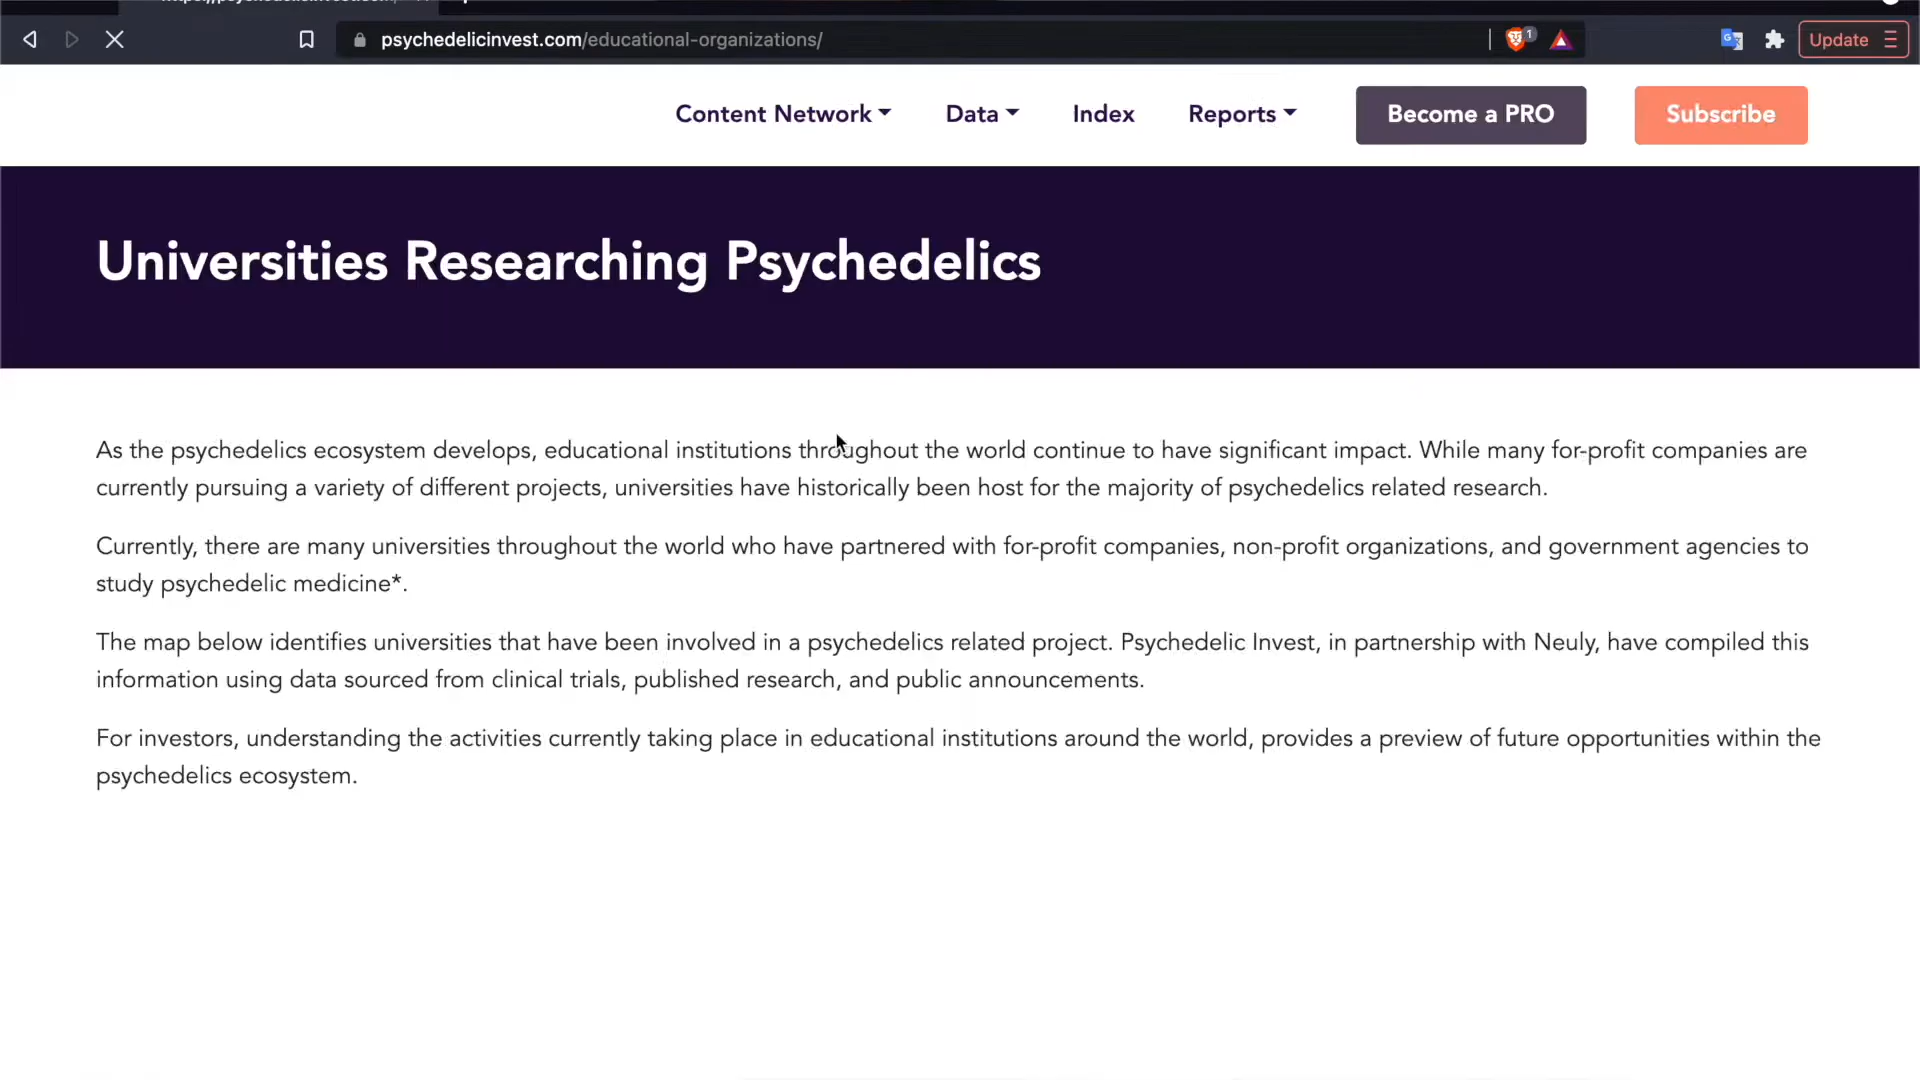 psychedelicinvest.com/educational-organizations/
1
Update
Content Network
Data
Index
Reports
Become a PRO
Subscribe
Universities Researching Psychedelics
As the psychedelics ecosystem develops, educational institutions throughout the world continue to have significant impact. While many for-profit companies are
currently pursuing a variety of different projects, universities have historically been host for the majority of psychedelics related research.
Currently, there are many universities throughout the world who have partnered with for-profit companies, non-profit organizations, and government agencies to
study psychedelic medicine*.
The map below identifies universities that have been involved in a psychedelics related project. Psychedelic Invest, in partnership with Neuly, have compiled this
information using data sourced from clinical trials, published research, and public announcements.
For investors, understanding the activities currently taking place in educational institutions around the world, provides a preview of future opportunities within the
psychedelics ecosystem.